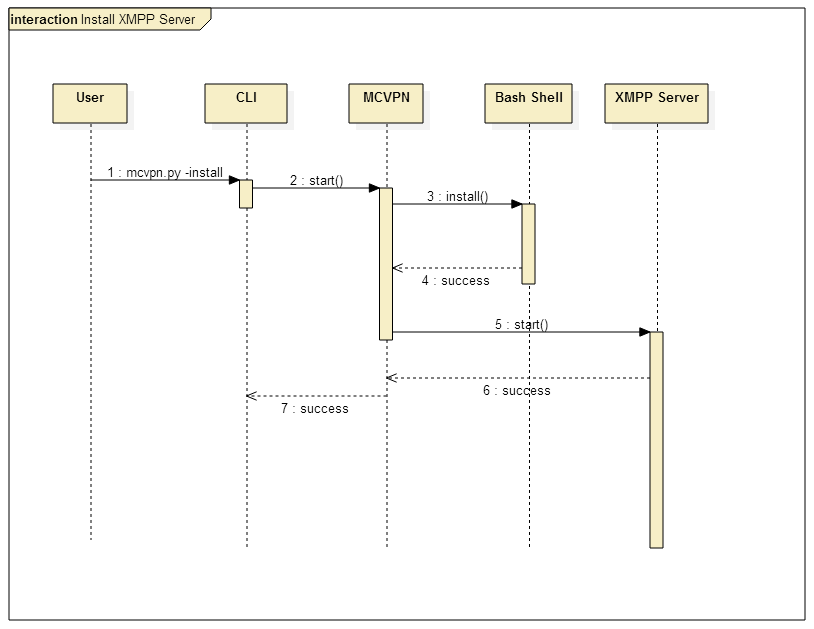 interaction Install XMPP Server
User
CLI
MCVPN
Bash Shell
XMPP Server
1 : mcvpn.py -install
2 : start()
3 : install()
4 : success
5 : start()
6 : success
7 : success